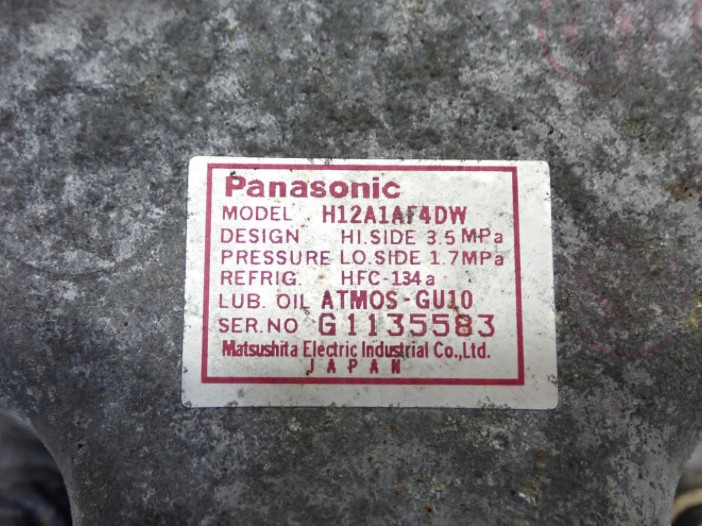 Panasonic
MODEL H12A1AF4DW
DESIGN HI.SIDE 3.5 MPa
PRESSURE LO.SIDE 1.7MPa
REFRIG. HFC-134a
LUB. OIL ATMOS-GU10
SER.NO G1135583
Matsushita Electric Industrial Co.,Ltd.
JAPAN